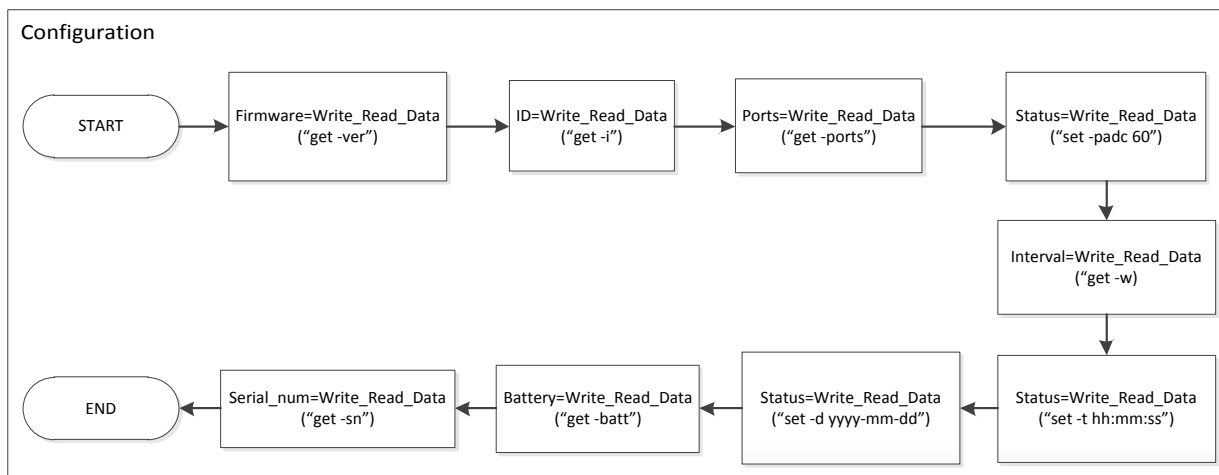 Configuration
START
Firmware=Write_Read_Data
(“get -ver”)
ID=Write_Read_Data
(“get -i”)
Ports=Write_Read_Data
(“get -ports”)
Status=Write_Read_Data
(“set -padc 60”)
Interval=Write_Read_Data
(“get -w)
Status=Write_Read_Data
(“set -t hh:mm:ss”)
Status=Write_Read_Data
(“set -d yyyy-mm-dd”)
Battery=Write_Read_Data
(“get -batt”)
Serial_num=Write_Read_Data
(“get -sn”)
END